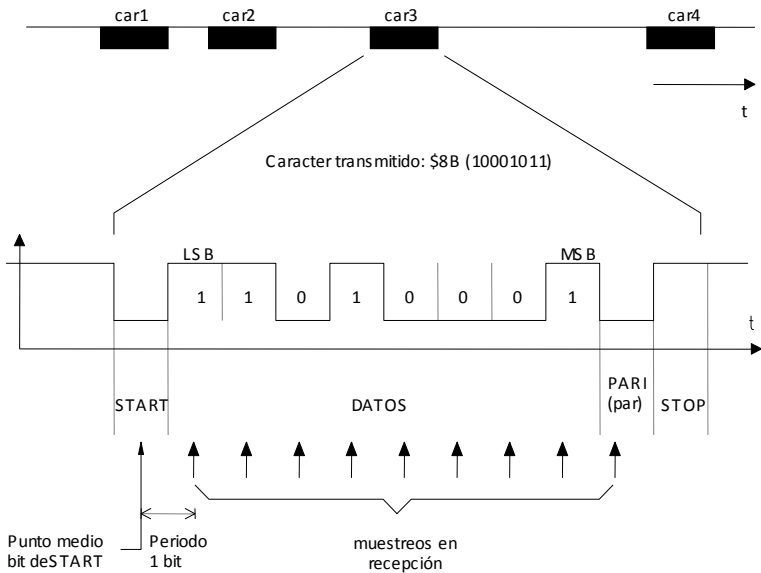 car1 car2 car3 car4
t
Caracter transmitido: $8B (10001011)
LSB MSB
1 1 0 1 0 0 0 1
t
START DATOS PARI (par) STOP
Punto medio
bit deSTART
Periodo
1 bit
muestreos en
recepción